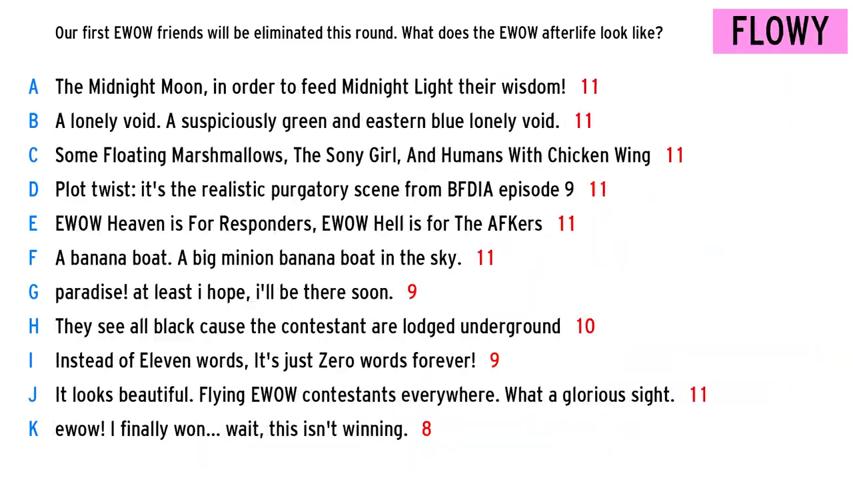 Our first EWOW friends will be eliminated this round. What does the EWOW afterlife look like?
FLOWY
A The Midnight Moon, in order to feed Midnight Light their wisdom! 11
B A lonely void. A suspiciously green and eastern blue lonely void. 11
C Some Floating Marshmallows, The Sony Girl, And Humans With Chicken Wing 11
D Plot twist: it's the realistic purgatory scene from BFDIA episode 9 11
E EWOW Heaven is For Responders, EWOW Hell is for The AFKers 11
F A banana boat. A big minion banana boat in the sky. 11
G paradise! at least i hope, i'll be there soon. 9
H They see all black cause the contestant are lodged underground 10
I Instead of Eleven words, It's just Zero words forever! 9
J It looks beautiful. Flying EWOW contestants everywhere. What a glorious sight. 11
K ewow! I finally won... wait, this isn't winning. 8